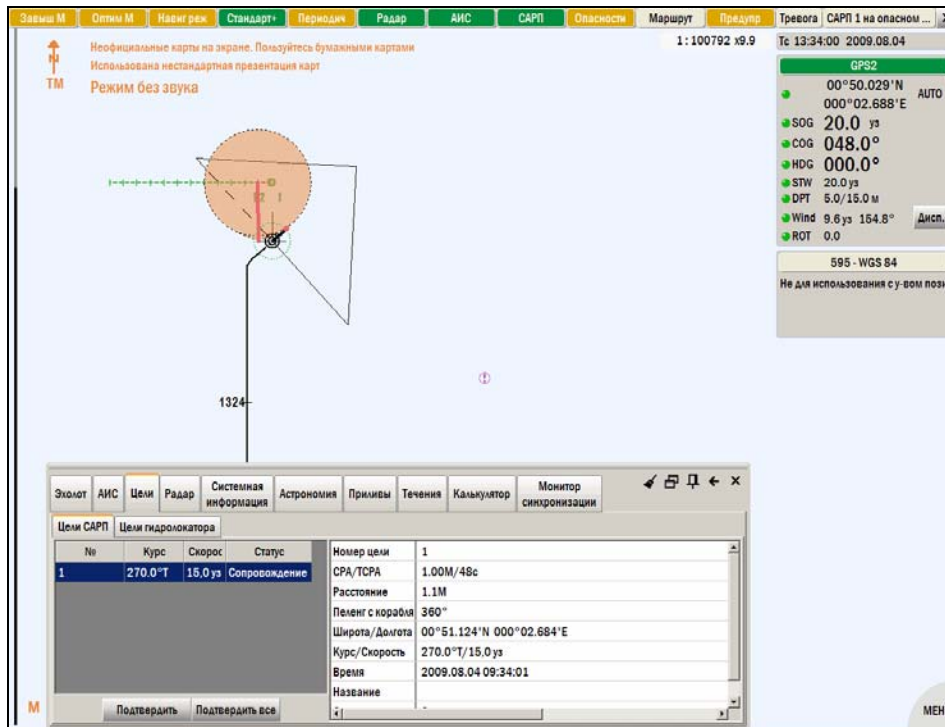 Завыш М Оптим М Навиг реж Стандарт+ Периодич Радар АИС САРП Опасности Маршрут Предупр Тревога САРП 1 на опасном ...
1:100792 x9.9
Тс 13:34:00 2009.08.04
N
ТМ
Неофициальные карты на экране. Пользуйтесь бумажными картами
Использована нестандартная презентация карт
Режим без звука
GPS2
00°50.029'N
000°02.688'E
AUTO
SOG 20.0 уз
COG 048.0°
HDG 000.0°
STW 20.0 уз
DPT 5.0/15.0 м
Wind 9.6 уз 154.8°
Дисп.
ROT 0.0
595 - WGS 84
Не для использования с у-вом пози
1324
Эхолот АИС Цели Радар Системная информация Астрономия Приливы Течения Калькулятор Монитор синхронизации
Цели САРП Цели гидролокатора
№ Курс Скорос Статус
1 270.0°T 15,0 уз Сопровождение
Номер цели 1
CPA/TCPA 1.00M/48c
Расстояние 1.1M
Пеленг с корабля 360°
Широта/Долгота 00°51.124'N 000°02.684'E
Курс/Скорость 270.0°T/15.0 уз
Время 2009.08.04 09:34:01
Название
Подтвердить Подтвердить все
М
МЕН